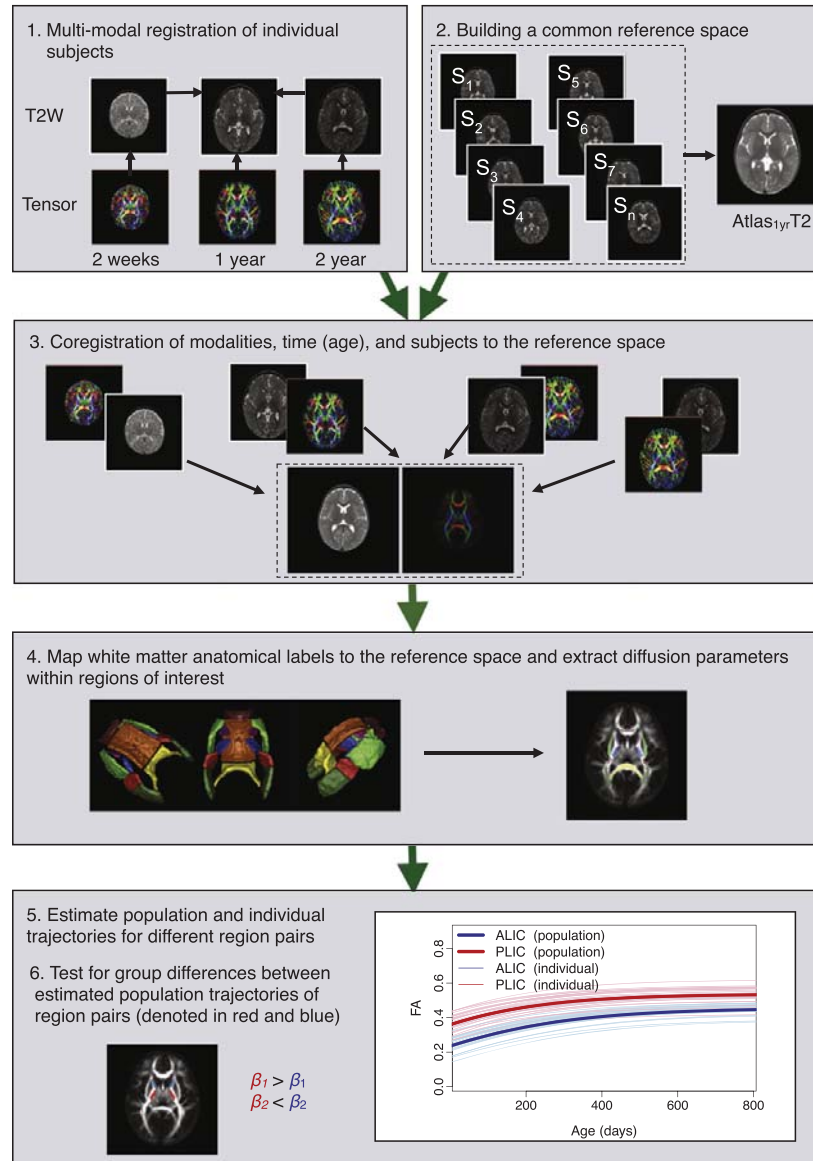 1. Multi-modal registration of individual
subjects
T2W
Tensor
2 weeks
1 year
2 year
2. Building a common reference space
S1
S2
S3
S4
S5
S6
S7
Sn
Atlas1yrT2
3. Coregistration of modalities, time (age), and subjects to the reference space
4. Map white matter anatomical labels to the reference space and extract diffusion parameters
within regions of interest
5. Estimate population and individual
trajectories for different region pairs
6. Test for group differences between
estimated population trajectories of
region pairs (denoted in red and blue)
β1 > β1
β2 < β2
ALIC (population)
PLIC (population)
ALIC (individual)
PLIC (individual)
FA
0.8
0.6
0.4
0.2
0.0
200
400
600
800
Age (days)